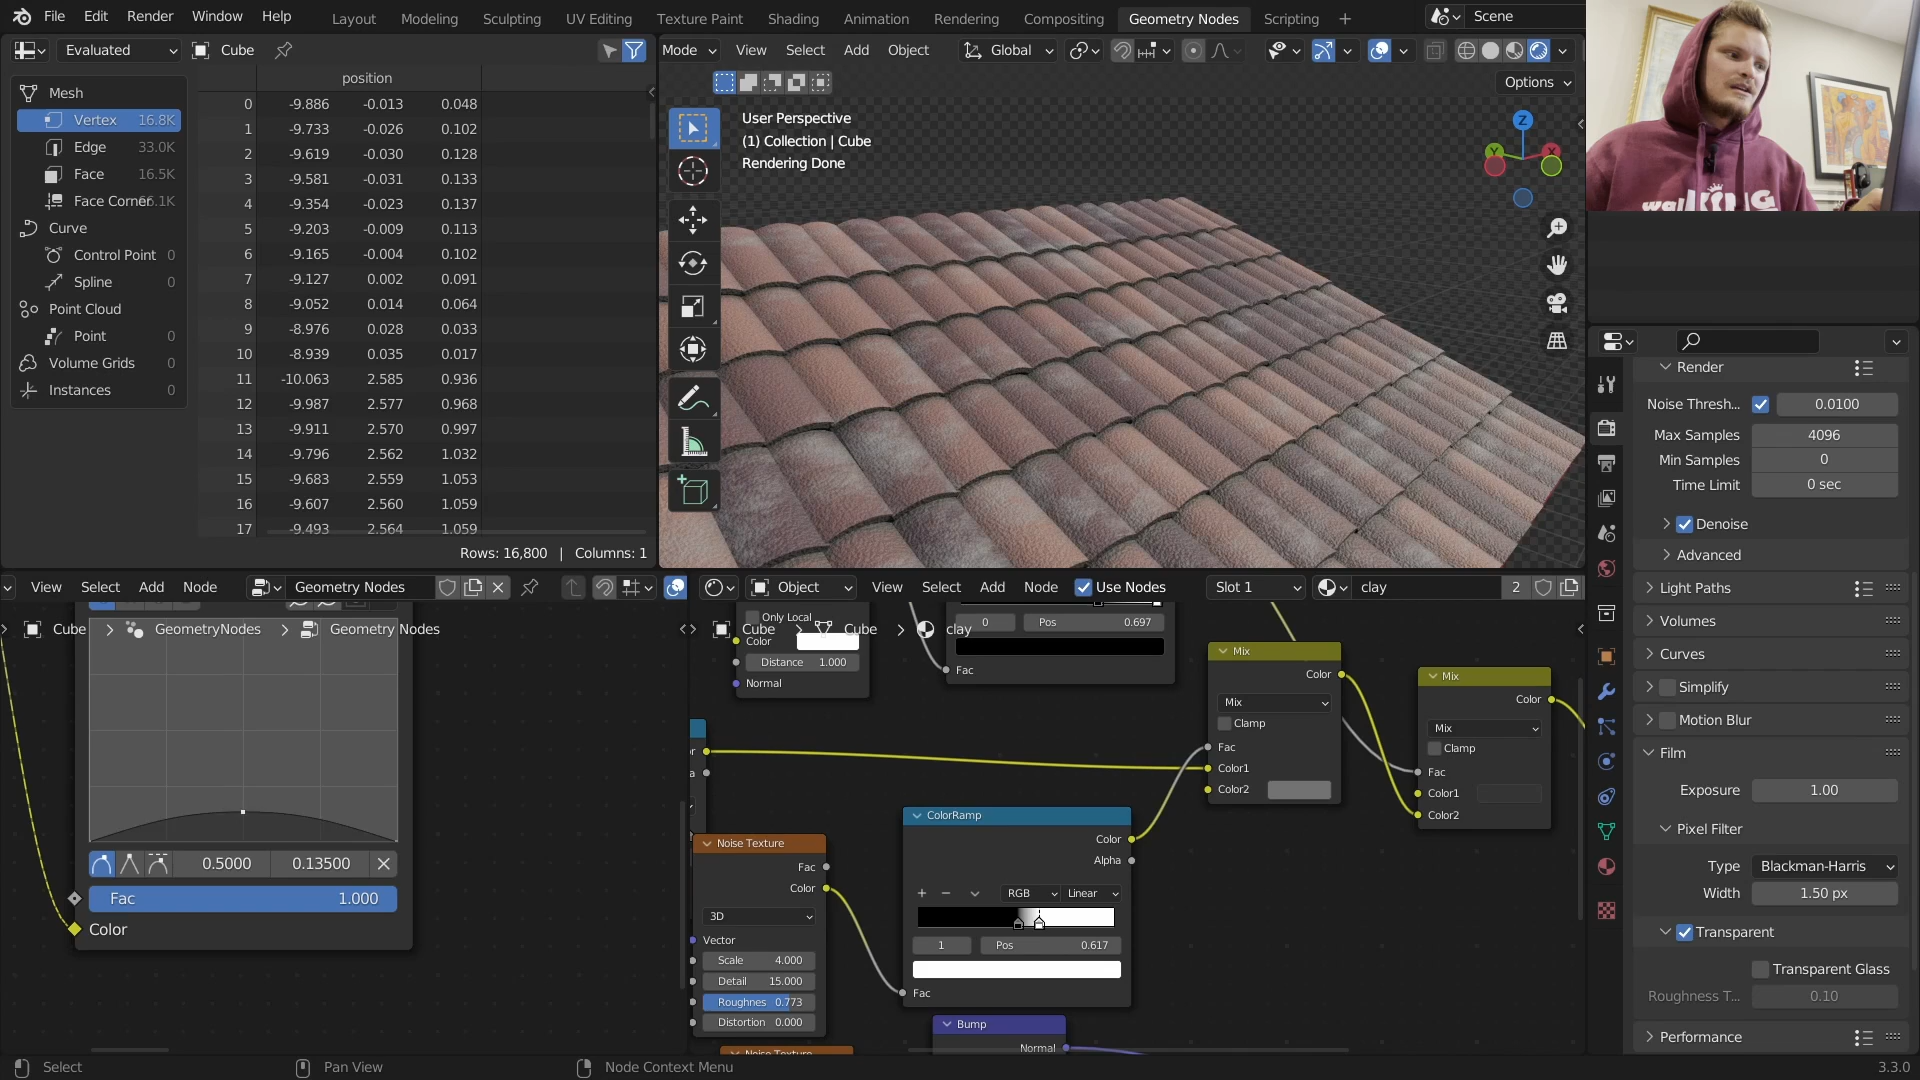 File Edit Render Window Help
Layout Modeling Sculpting UV Editing Texture Paint Shading Animation Rendering Compositing Geometry Nodes Scripting
Scene
Evaluated
Cube
Mode View Select Add Object
Global
Options
position
Mesh
Vertex 16.8K
Edge 33.0K
Face 16.5K
Face Corner
Curve
Control Point 0
Spline 0
Point Cloud
Point 0
Volume Grids 0
Instances 0
0 -9.886 -0.013 0.048
1 -9.733 -0.026 0.102
2 -9.619 -0.030 0.128
3 -9.581 -0.031 0.133
4 -9.354 -0.023 0.137
5 -9.203 -0.009 0.113
6 -9.165 -0.004 0.102
7 -9.127 0.002 0.091
8 -9.052 0.014 0.064
9 -8.976 0.028 0.033
10 -8.939 0.035 0.017
11 -10.063 2.585 0.936
12 -9.987 2.577 0.968
13 -9.911 2.570 0.997
14 -9.796 2.562 1.032
15 -9.683 2.559 1.053
16 -9.607 2.560 1.059
17 -9.493 2.564 1.059
Rows: 16,800 | Columns: 1
User Perspective
(1) Collection | Cube
Rendering Done
Z
Y
X
Render
Noise Thresh... 0.0100
Max Samples 4096
Min Samples 0
Time Limit 0 sec
Denoise
Advanced
Light Paths
Volumes
Curves
Simplify
Motion Blur
Film
Exposure 1.00
Pixel Filter
Type Blackman-Harris
Width 1.50 px
Transparent
Transparent Glass
Roughness T... 0.10
Performance
View Select Add Node
Geometry Nodes
Cube > GeometryNodes > Geometry Nodes
0.5000 0.13500
Fac 1.000
Color
Object
View Select Add Node
Use Nodes
Slot 1
clay
2
Cube > Cube > clay
Only Local
Color
Distance 1.000
Normal
0 Pos 0.697
Fac
Mix
Color
Mix
Clamp
Fac
Color1
Color2
Mix
Color
Mix
Clamp
Fac
Color1
Color2
Noise Texture
Fac
Color
3D
Vector
Scale 4.000
Detail 15.000
Roughnes 0.773
Distortion 0.000
Noise Texture
ColorRamp
Color
Alpha
RGB Linear
1 Pos 0.617
Fac
Bump
Normal
Select
Pan View
Node Context Menu
3.3.0